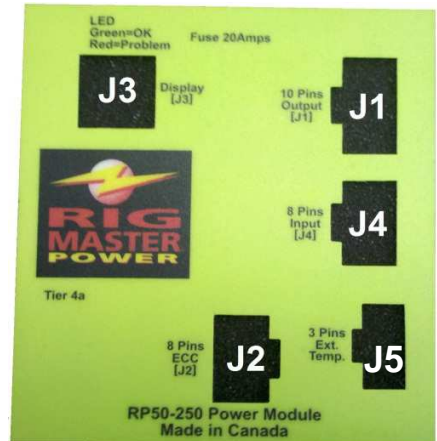 LED
Green=OK
Red=Problem
Fuse 20Amps
J3
Display
[J3]
10 Pins
Output
[J1]
J1
RIG
MASTER
POWER
8 Pins
Input
[J4]
J4
Tier 4a
8 Pins
ECC
[J2]
J2
3 Pins
Ext.
Temp.
J5
RP50-250 Power Module
Made in Canada